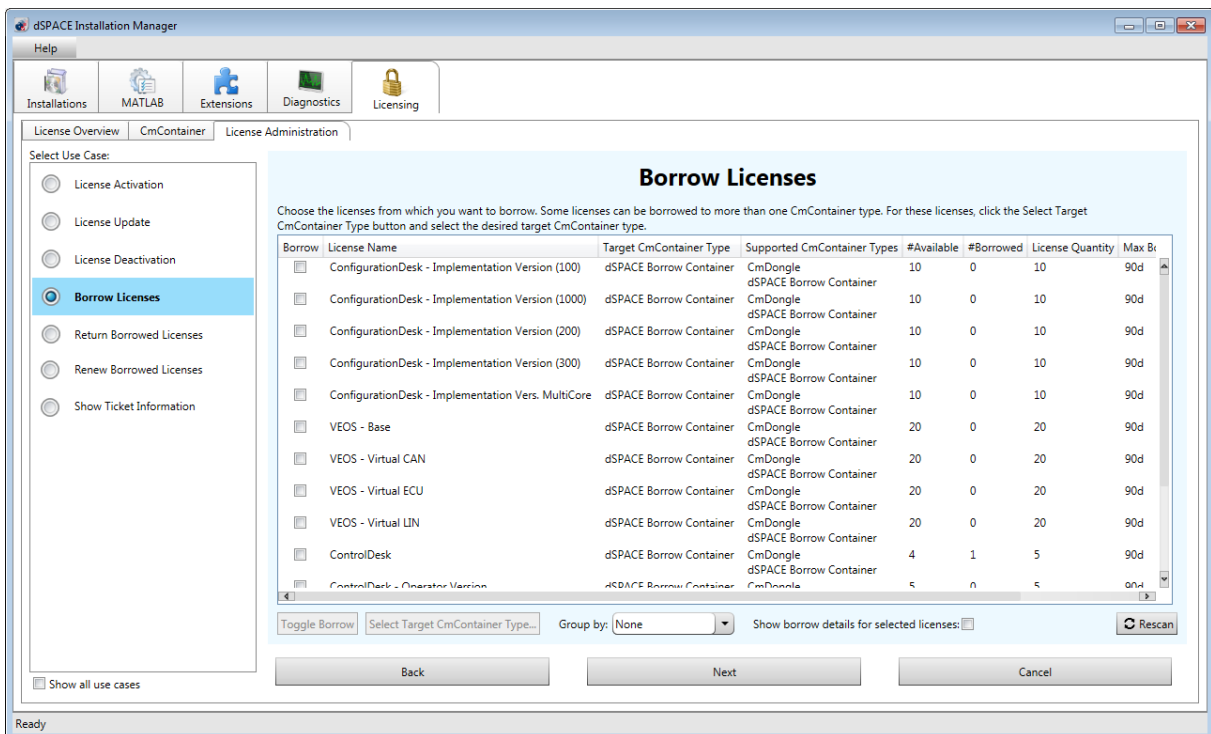 dSPACE Installation Manager
Help
Installations
MATLAB
Extensions
Diagnostics
Licensing
License Overview
CmContainer
License Administration
Select Use Case:
License Activation
License Update
License Deactivation
Borrow Licenses
Return Borrowed Licenses
Renew Borrowed Licenses
Show Ticket Information
Show all use cases
Borrow Licenses
Choose the licenses from which you want to borrow. Some licenses can be borrowed to more than one CmContainer type. For these licenses, click the Select Target
CmContainer Type button and select the desired target CmContainer type.
Borrow License Name Target CmContainer Type Supported CmContainer Types #Available #Borrowed License Quantity Max Bo
ConfigurationDesk - Implementation Version (100) dSPACE Borrow Container CmDongle 10 0 10 90d
dSPACE Borrow Container
ConfigurationDesk - Implementation Version (1000) dSPACE Borrow Container CmDongle 10 0 10 90d
dSPACE Borrow Container
ConfigurationDesk - Implementation Version (200) dSPACE Borrow Container CmDongle 10 0 10 90d
dSPACE Borrow Container
ConfigurationDesk - Implementation Version (300) dSPACE Borrow Container CmDongle 10 0 10 90d
dSPACE Borrow Container
ConfigurationDesk - Implementation Vers. MultiCore dSPACE Borrow Container CmDongle 10 0 10 90d
dSPACE Borrow Container
VEOS - Base dSPACE Borrow Container CmDongle 20 0 20 90d
dSPACE Borrow Container
VEOS - Virtual CAN dSPACE Borrow Container CmDongle 20 0 20 90d
dSPACE Borrow Container
VEOS - Virtual ECU dSPACE Borrow Container CmDongle 20 0 20 90d
dSPACE Borrow Container
VEOS - Virtual LIN dSPACE Borrow Container CmDongle 20 0 20 90d
dSPACE Borrow Container
ControlDesk dSPACE Borrow Container CmDongle 4 1 5 90d
dSPACE Borrow Container
ControlDesk - Operator Version dSPACE Borrow Container CmDongle 5 0 5 90d
Toggle Borrow Select Target CmContainer Type... Group by: None Show borrow details for selected licenses: Rescan
Back Next Cancel
Ready